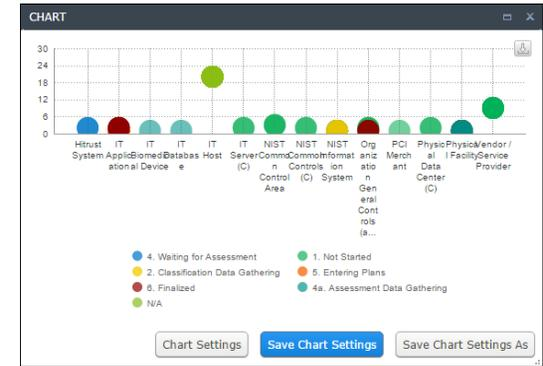 CHART
30
24
18
12
6
0
Hitrust System
IT Application
IT Biomedical Device
IT Database
IT Host
IT Server (C)
NIST Common Control Area
NIST Common Controls (C)
NIST Information System
Organization General Controls (a...
PCI Merchant
Physical Data Center (C)
Physical Facility
Vendor / Service Provider
4. Waiting for Assessment
1. Not Started
2. Classification Data Gathering
5. Entering Plans
6. Finalized
4a. Assessment Data Gathering
N/A
Chart Settings
Save Chart Settings
Save Chart Settings As